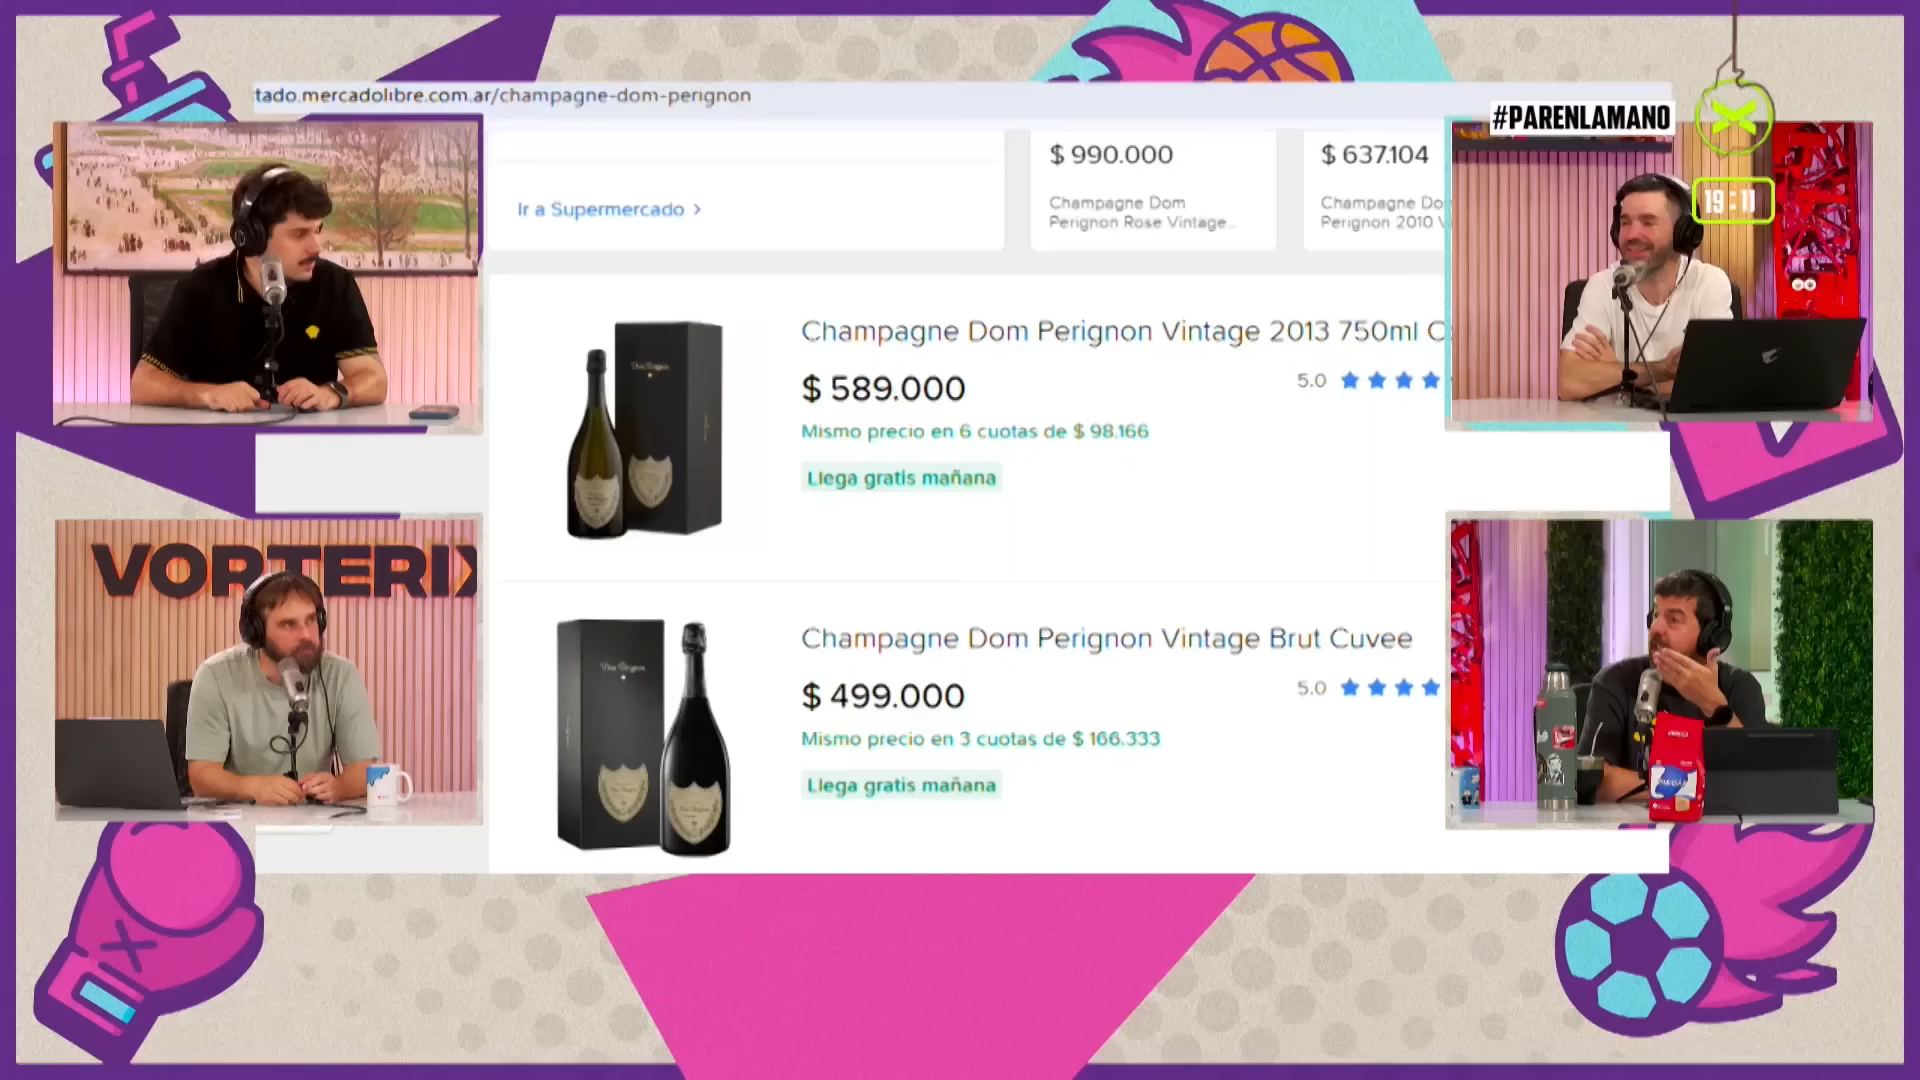 tado.mercadolibre.com.ar/champagne-dom-perignon
#PARENLAMANO
19:11
$ 990.000
Champagne Dom
Perignon Rose Vintage...
$ 637.104
Champagne Do
Perignon 2010 V
Ir a Supermercado >
Champagne Dom Perignon Vintage 2013 750ml C
$ 589.000
5.0
Mismo precio en 6 cuotas de $ 98.166
Llega gratis mañana
VORTERIX
Champagne Dom Perignon Vintage Brut Cuvee
$ 499.000
5.0
Mismo precio en 3 cuotas de $ 166.333
Llega gratis mañana